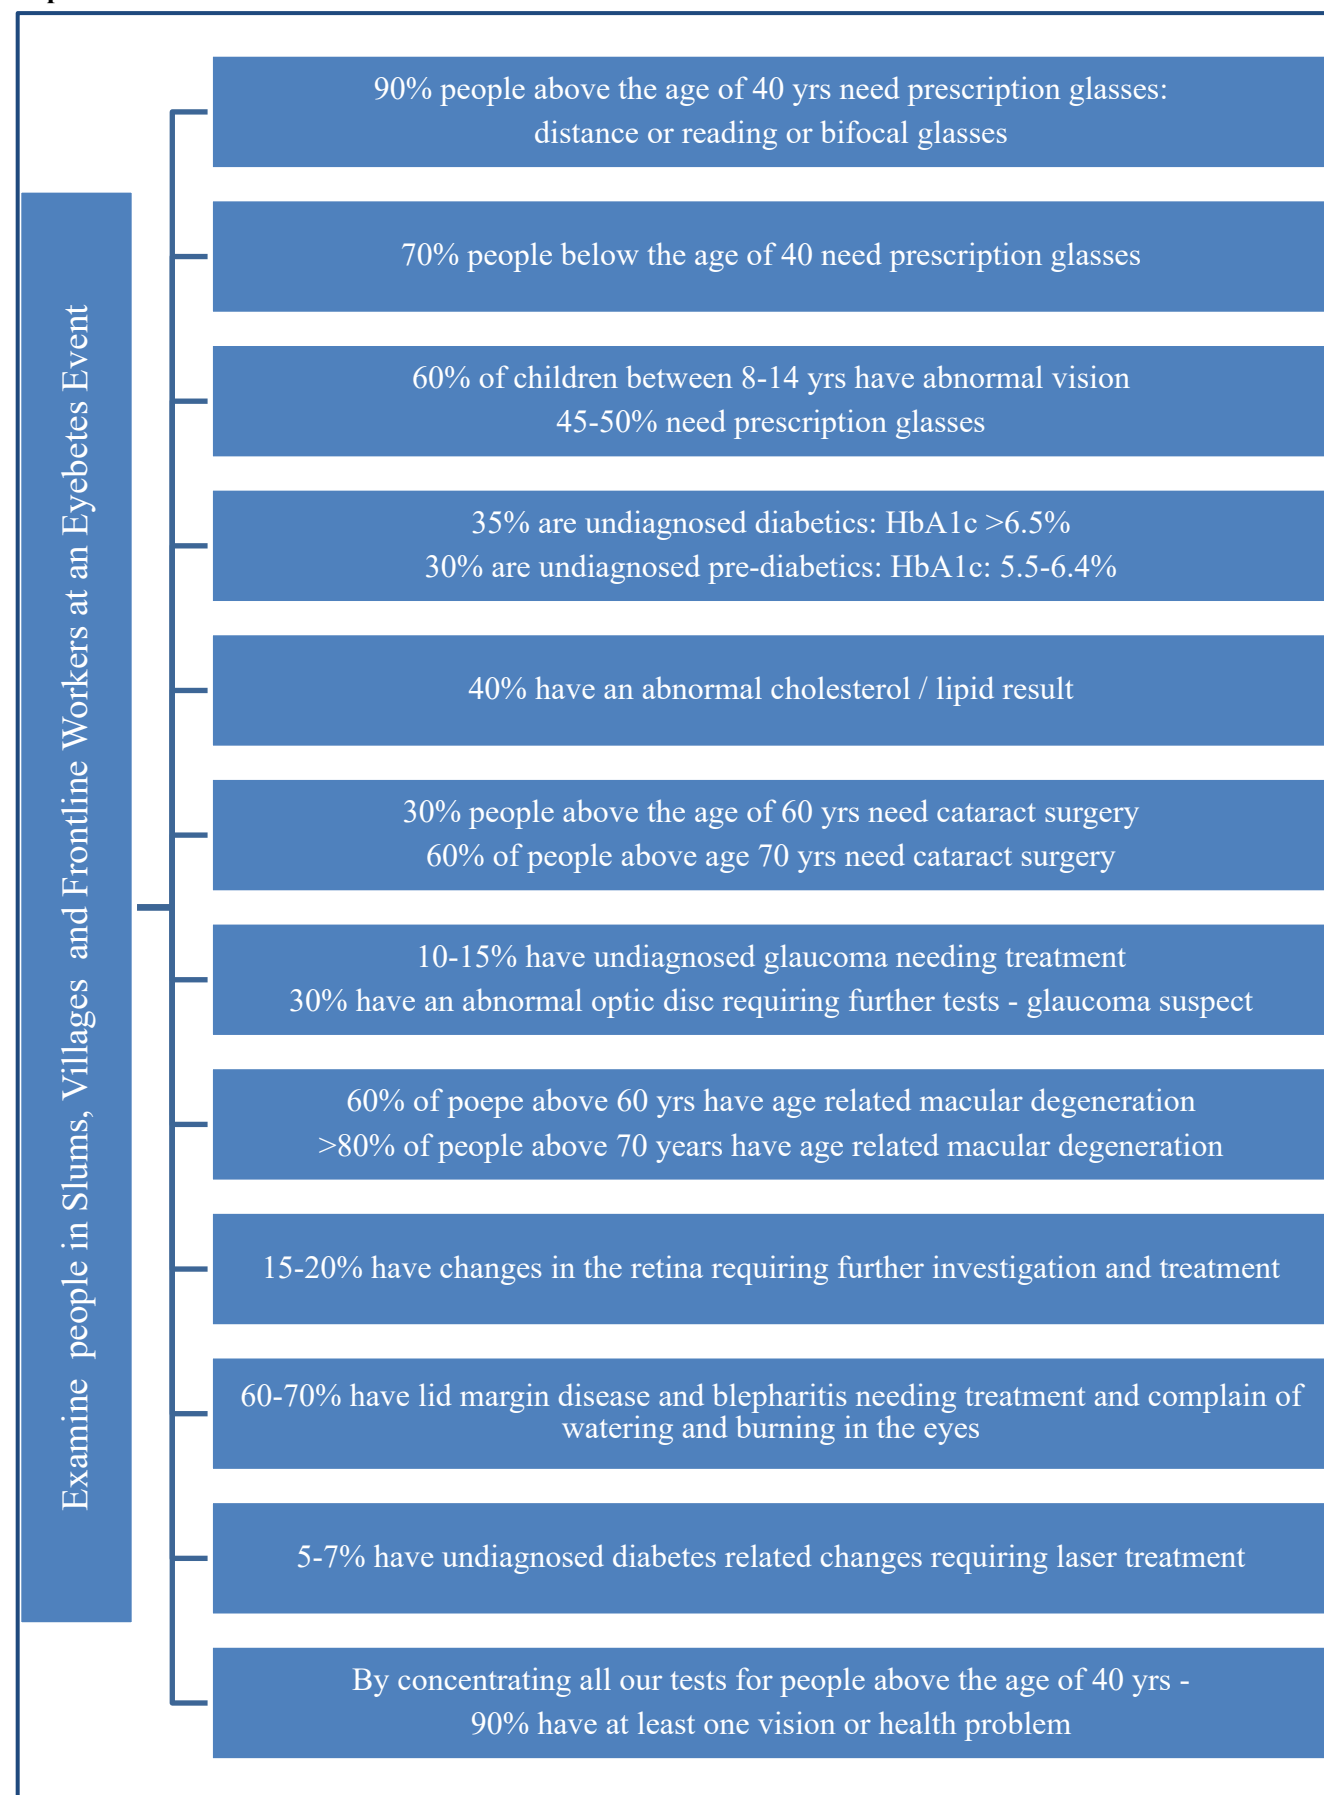 Examine people in Slums, Villages and Frontline Workers at an Eyebetes Event
90% people above the age of 40 yrs need prescription glasses:
distance or reading or bifocal glasses
70% people below the age of 40 need prescription glasses
60% of children between 8-14 yrs have abnormal vision
45-50% need prescription glasses
35% are undiagnosed diabetics: HbA1c >6.5%
30% are undiagnosed pre-diabetics: HbA1c: 5.5-6.4%
40% have an abnormal cholesterol / lipid result
30% people above the age of 60 yrs need cataract surgery
60% of people above age 70 yrs need cataract surgery
10-15% have undiagnosed glaucoma needing treatment
30% have an abnormal optic disc requiring further tests - glaucoma suspect
60% of poepe above 60 yrs have age related macular degeneration
>80% of people above 70 years have age related macular degeneration
15-20% have changes in the retina requiring further investigation and treatment
60-70% have lid margin disease and blepharitis needing treatment and complain of
watering and burning in the eyes
5-7% have undiagnosed diabetes related changes requiring laser treatment
By concentrating all our tests for people above the age of 40 yrs -
90% have at least one vision or health problem